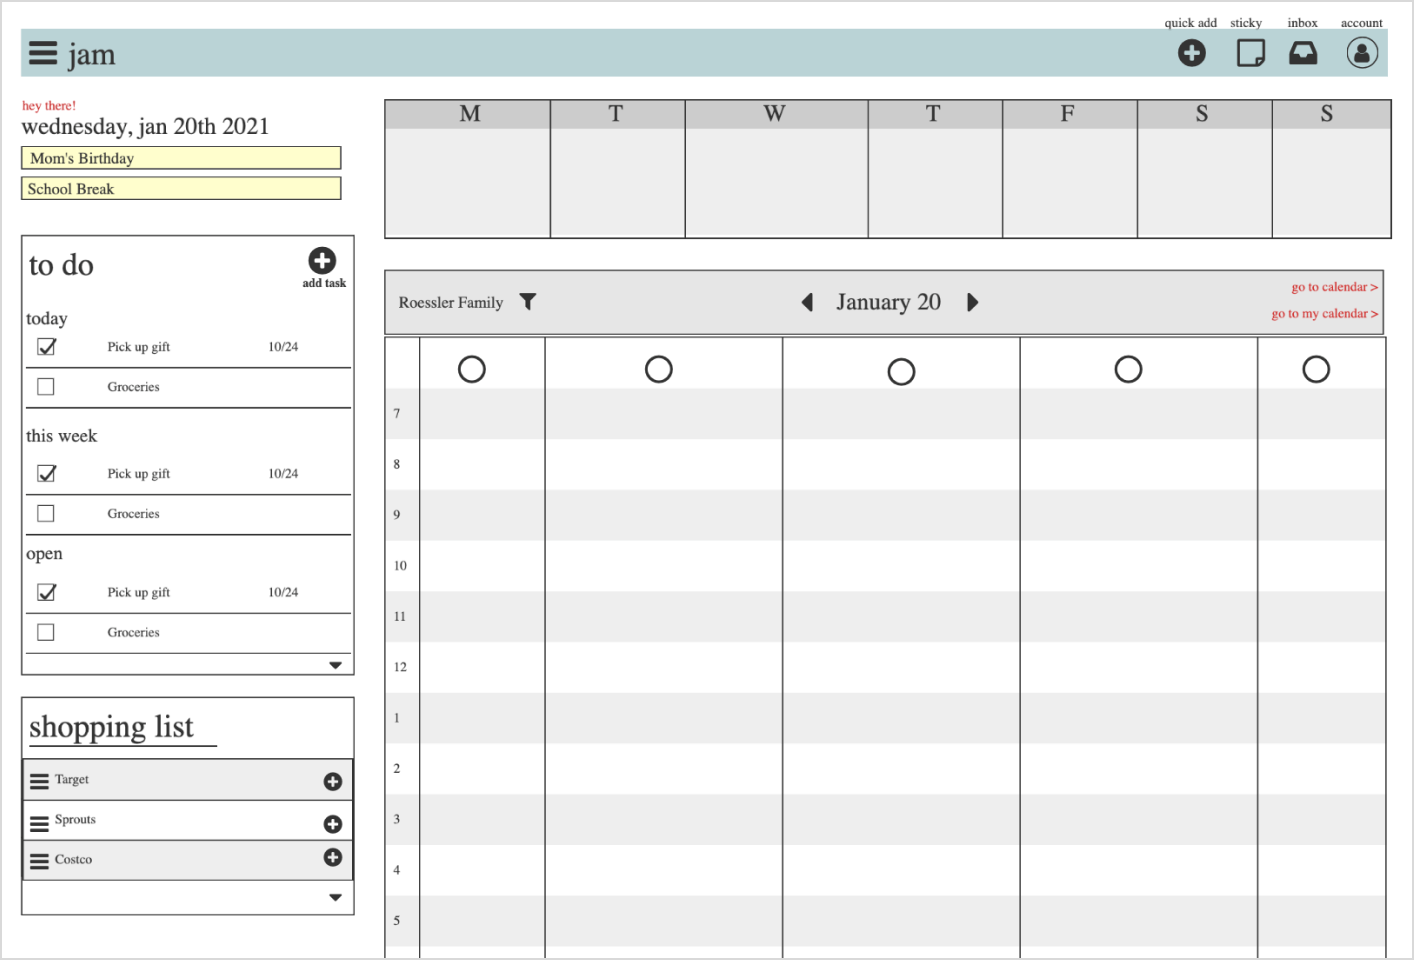 quick add sticky inbox account
jam
hey there!
wednesday, jan 20th 2021
Mom's Birthday
School Break
to do
add task
today
Pick up gift 10/24
Groceries
this week
Pick up gift 10/24
Groceries
open
Pick up gift 10/24
Groceries
shopping list
Target
Sprouts
Costco
M T W T F S S
Roessler Family
January 20
go to calendar >
go to my calendar >
7
8
9
10
11
12
1
2
3
4
5